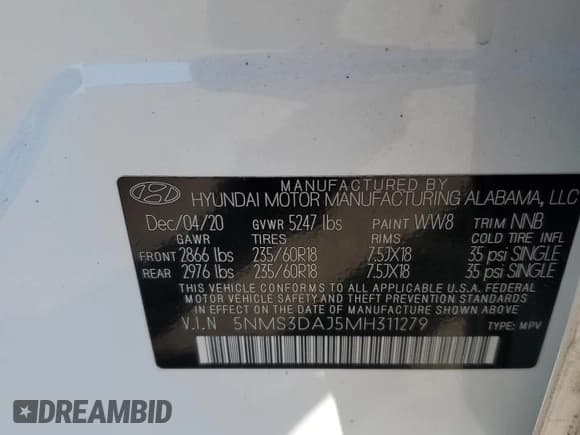 MANUFACTURED BY
HYUNDAI MOTOR MANUFACTURING ALABAMA, LLC
Dec/04/20 GVWR 5247 lbs PAINT WW8 TRIM NNB
GAWR TIRES RIMS COLD TIRE INFL
FRONT 2866 lbs 235/60R18 7.5JX18 35 psi SINGLE
REAR 2976 lbs 235/60R18 7.5JX18 35 psi SINGLE
THIS VEHICLE CONFORMS TO ALL APPLICABLE U.S.A. FEDERAL
MOTOR VEHICLE SAFETY STANDARDS IN EFFECT ON THE
DATE OF MANUFACTURE SHOWN ABOVE.
V.I.N 5NMS3DAJ5MH311279 TYPE: MPV
DREAMBID